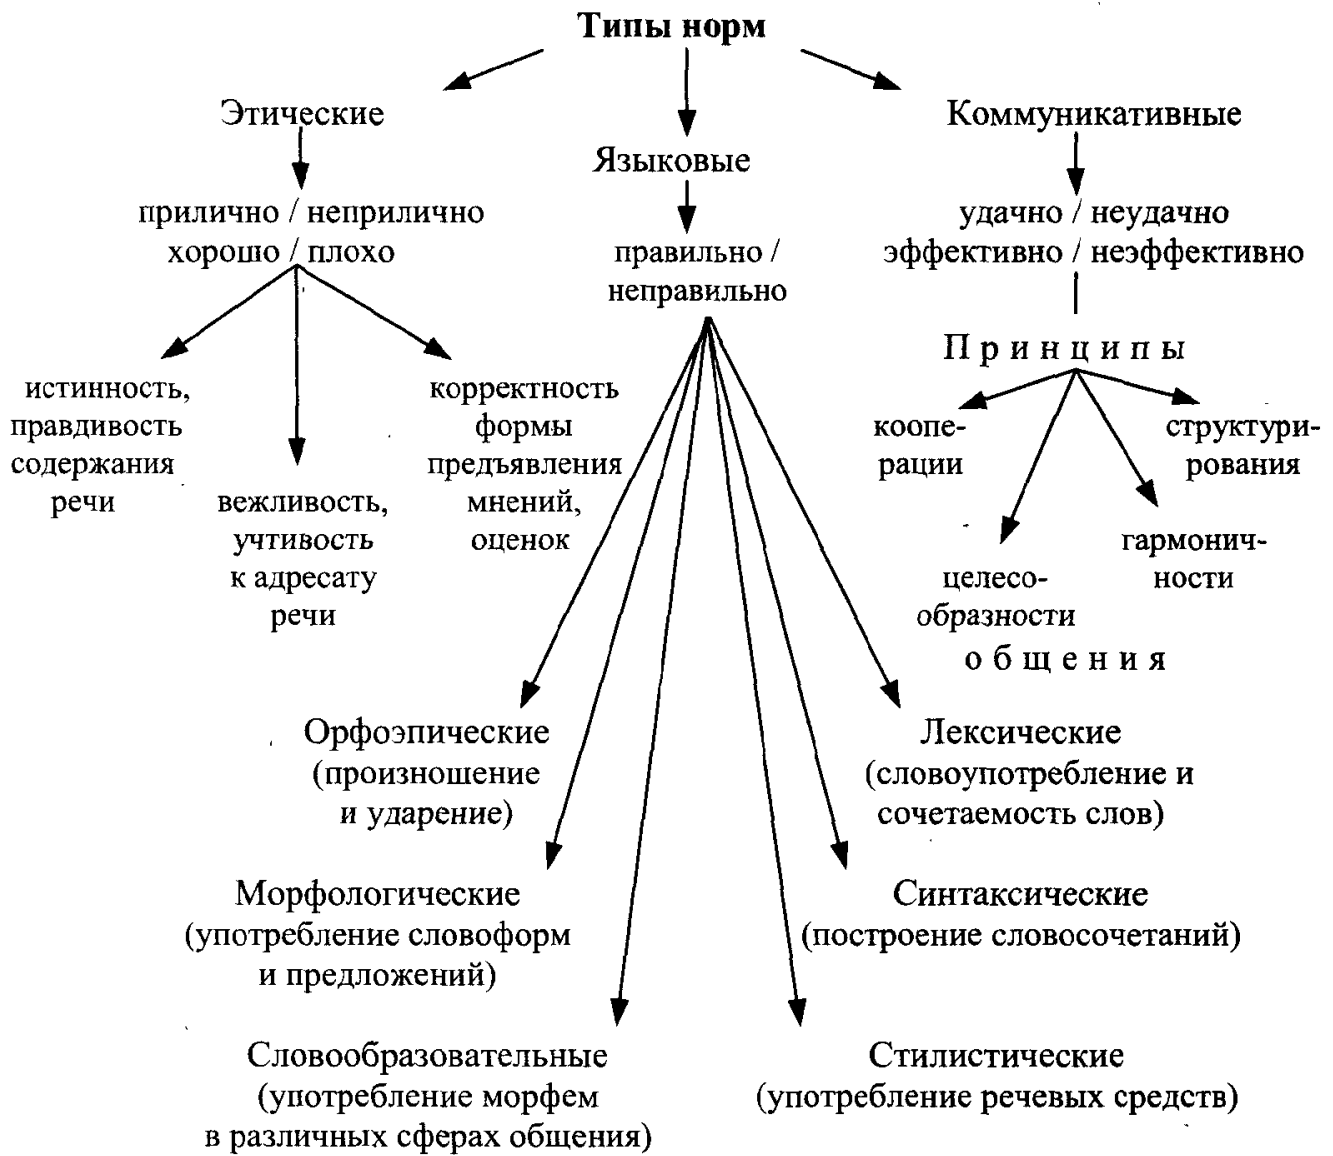 Типы норм
Этические
Языковые
Коммуникативные
прилично / неприлично
хорошо / плохо
правильно /
неправильно
удачно / неудачно
эффективно / неэффективно
истинность,
правдивость
содержания
речи
вежливость,
учтивость
к адресату
речи
корректность
формы
предъявления
мнений,
оценок
Принципы
коопе-
рации
целесо-
образности
гармонич-
ности
структури-
рования
общения
Орфоэпические
(произношение
и ударение)
Лексические
(словоупотребление и
сочетаемость слов)
Морфологические
(употребление словоформ
и предложений)
Синтаксические
(построение словосочетаний)
Словообразовательные
(употребление морфем
в различных сферах общения)
Стилистические
(употребление речевых средств)